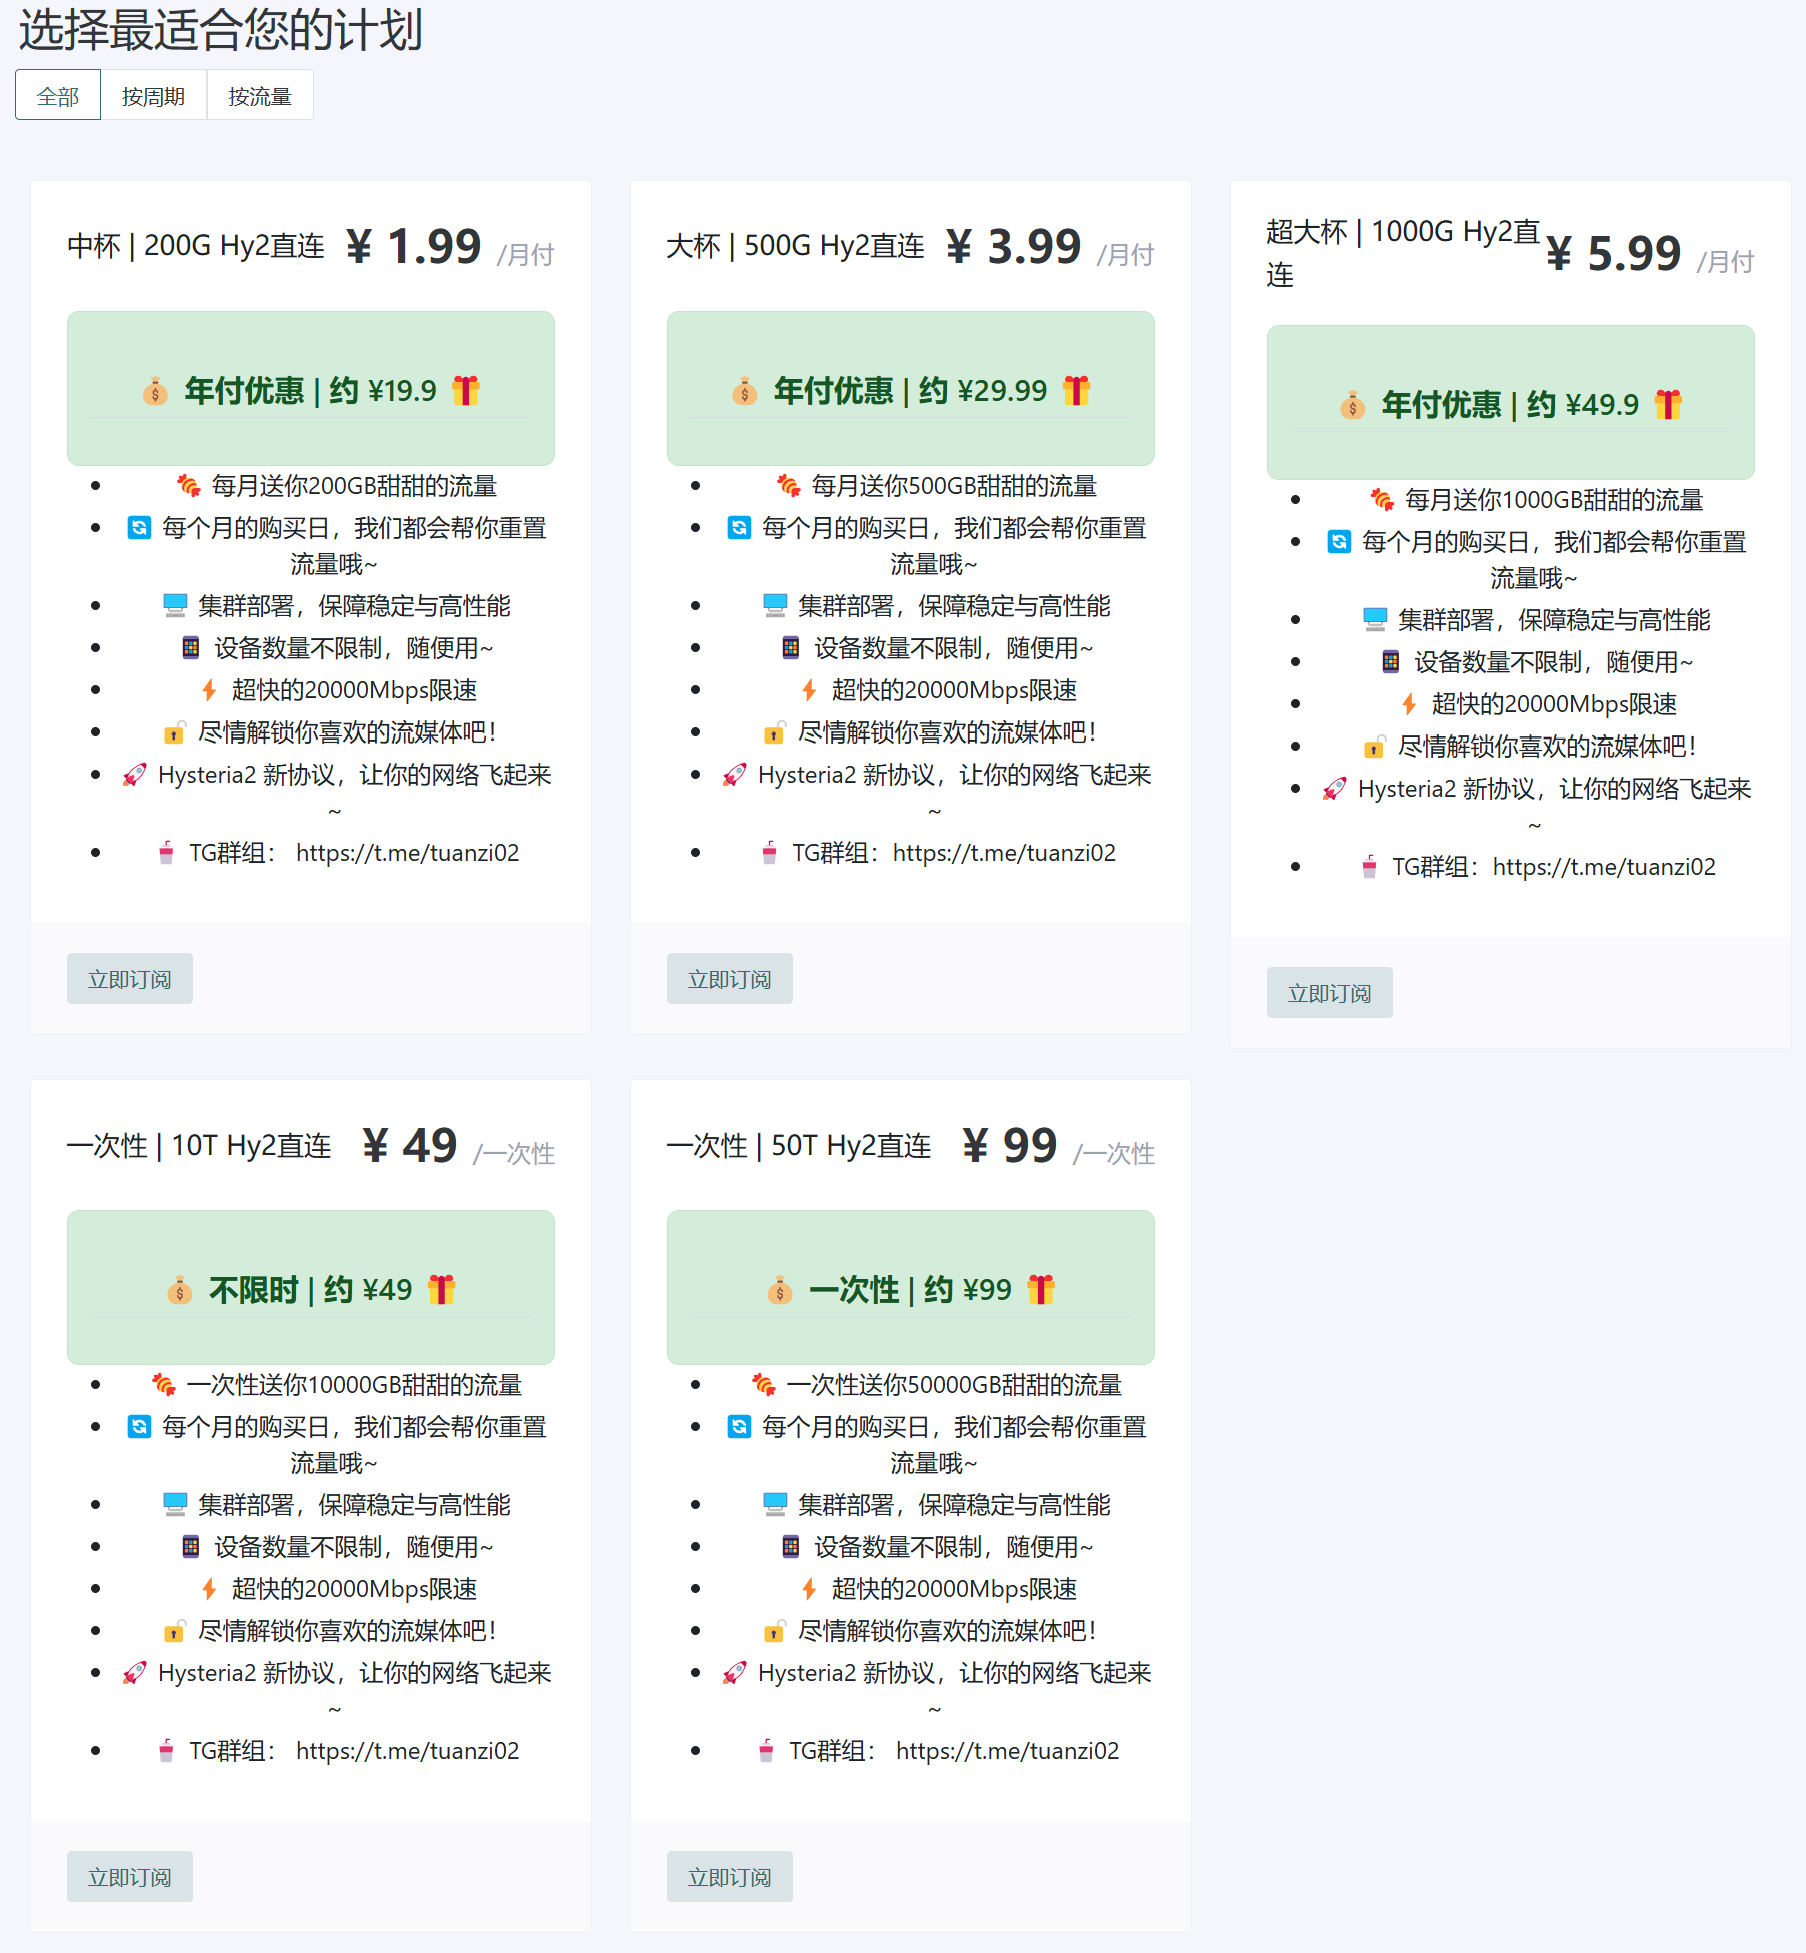 选择最适合您的计划
全部 按周期 按流量
中杯 | 200G Hy2直连 ¥ 1.99 /月付
💰 年付优惠 | 约 ¥19.9 🎁
🍬 每月送你200GB甜甜的流量
🔄 每个月的购买日，我们都会帮你重置
流量哦~
🖥️ 集群部署，保障稳定与高性能
📱 设备数量不限制，随便用~
⚡ 超快的20000Mbps限速
🔓 尽情解锁你喜欢的流媒体吧！
🚀 Hysteria2 新协议，让你的网络飞起来
~
🥤 TG群组： https://t.me/tuanzi02
立即订阅
大杯 | 500G Hy2直连 ¥ 3.99 /月付
💰 年付优惠 | 约 ¥29.99 🎁
🍬 每月送你500GB甜甜的流量
🔄 每个月的购买日，我们都会帮你重置
流量哦~
🖥️ 集群部署，保障稳定与高性能
📱 设备数量不限制，随便用~
⚡ 超快的20000Mbps限速
🔓 尽情解锁你喜欢的流媒体吧！
🚀 Hysteria2 新协议，让你的网络飞起来
~
🥤 TG群组：https://t.me/tuanzi02
立即订阅
超大杯 | 1000G Hy2直
连
¥ 5.99 /月付
💰 年付优惠 | 约 ¥49.9 🎁
🍬 每月送你1000GB甜甜的流量
🔄 每个月的购买日，我们都会帮你重置
流量哦~
🖥️ 集群部署，保障稳定与高性能
📱 设备数量不限制，随便用~
⚡ 超快的20000Mbps限速
🔓 尽情解锁你喜欢的流媒体吧！
🚀 Hysteria2 新协议，让你的网络飞起来
~
🥤 TG群组：https://t.me/tuanzi02
立即订阅
一次性 | 10T Hy2直连 ¥ 49 /一次性
💰 不限时 | 约 ¥49 🎁
🍬 一次性送你10000GB甜甜的流量
🔄 每个月的购买日，我们都会帮你重置
流量哦~
🖥️ 集群部署，保障稳定与高性能
📱 设备数量不限制，随便用~
⚡ 超快的20000Mbps限速
🔓 尽情解锁你喜欢的流媒体吧！
🚀 Hysteria2 新协议，让你的网络飞起来
~
🥤 TG群组： https://t.me/tuanzi02
立即订阅
一次性 | 50T Hy2直连 ¥ 99 /一次性
💰 一次性 | 约 ¥99 🎁
🍬 一次性送你50000GB甜甜的流量
🔄 每个月的购买日，我们都会帮你重置
流量哦~
🖥️ 集群部署，保障稳定与高性能
📱 设备数量不限制，随便用~
⚡ 超快的20000Mbps限速
🔓 尽情解锁你喜欢的流媒体吧！
🚀 Hysteria2 新协议，让你的网络飞起来
~
🥤 TG群组： https://t.me/tuanzi02
立即订阅